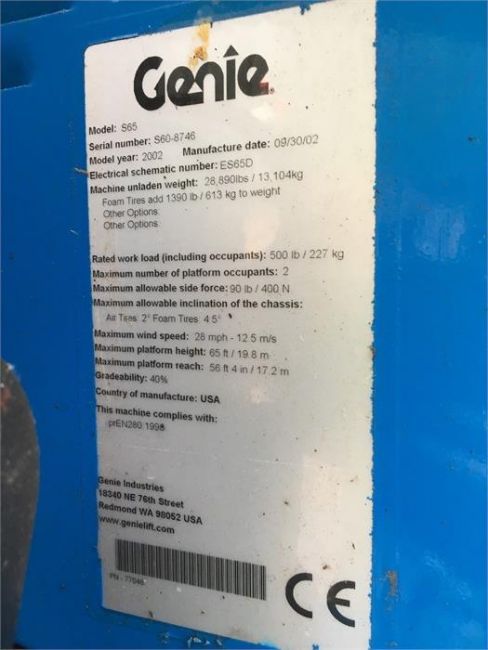 Genie
Model: S65
Serial number: S60-8746
Model year: 2002 Manufacture date: 09/30/02
Electrical schematic number: ES65D
Machine unladen weight: 28,890lbs / 13,104kg
Foam Tires add 1390 lb / 613 kg to weight
Other Options:
Other Options:
Rated work load (including occupants): 500 lb / 227 kg
Maximum number of platform occupants: 2
Maximum allowable side force: 90 lb / 400 N
Maximum allowable inclination of the chassis:
Air Tires: 2° Foam Tires: 4.5°
Maximum wind speed: 28 mph - 12.5 m/s
Maximum platform height: 65 ft / 19.8 m
Maximum platform reach: 56 ft 4 in / 17.2 m
Gradeability: 40%
Country of manufacture: USA
This machine complies with:
prEN280:1998
Genie Industries
18340 NE 76th Street
Redmond WA 98052 USA
www.genielift.com
PN - 77046
CE